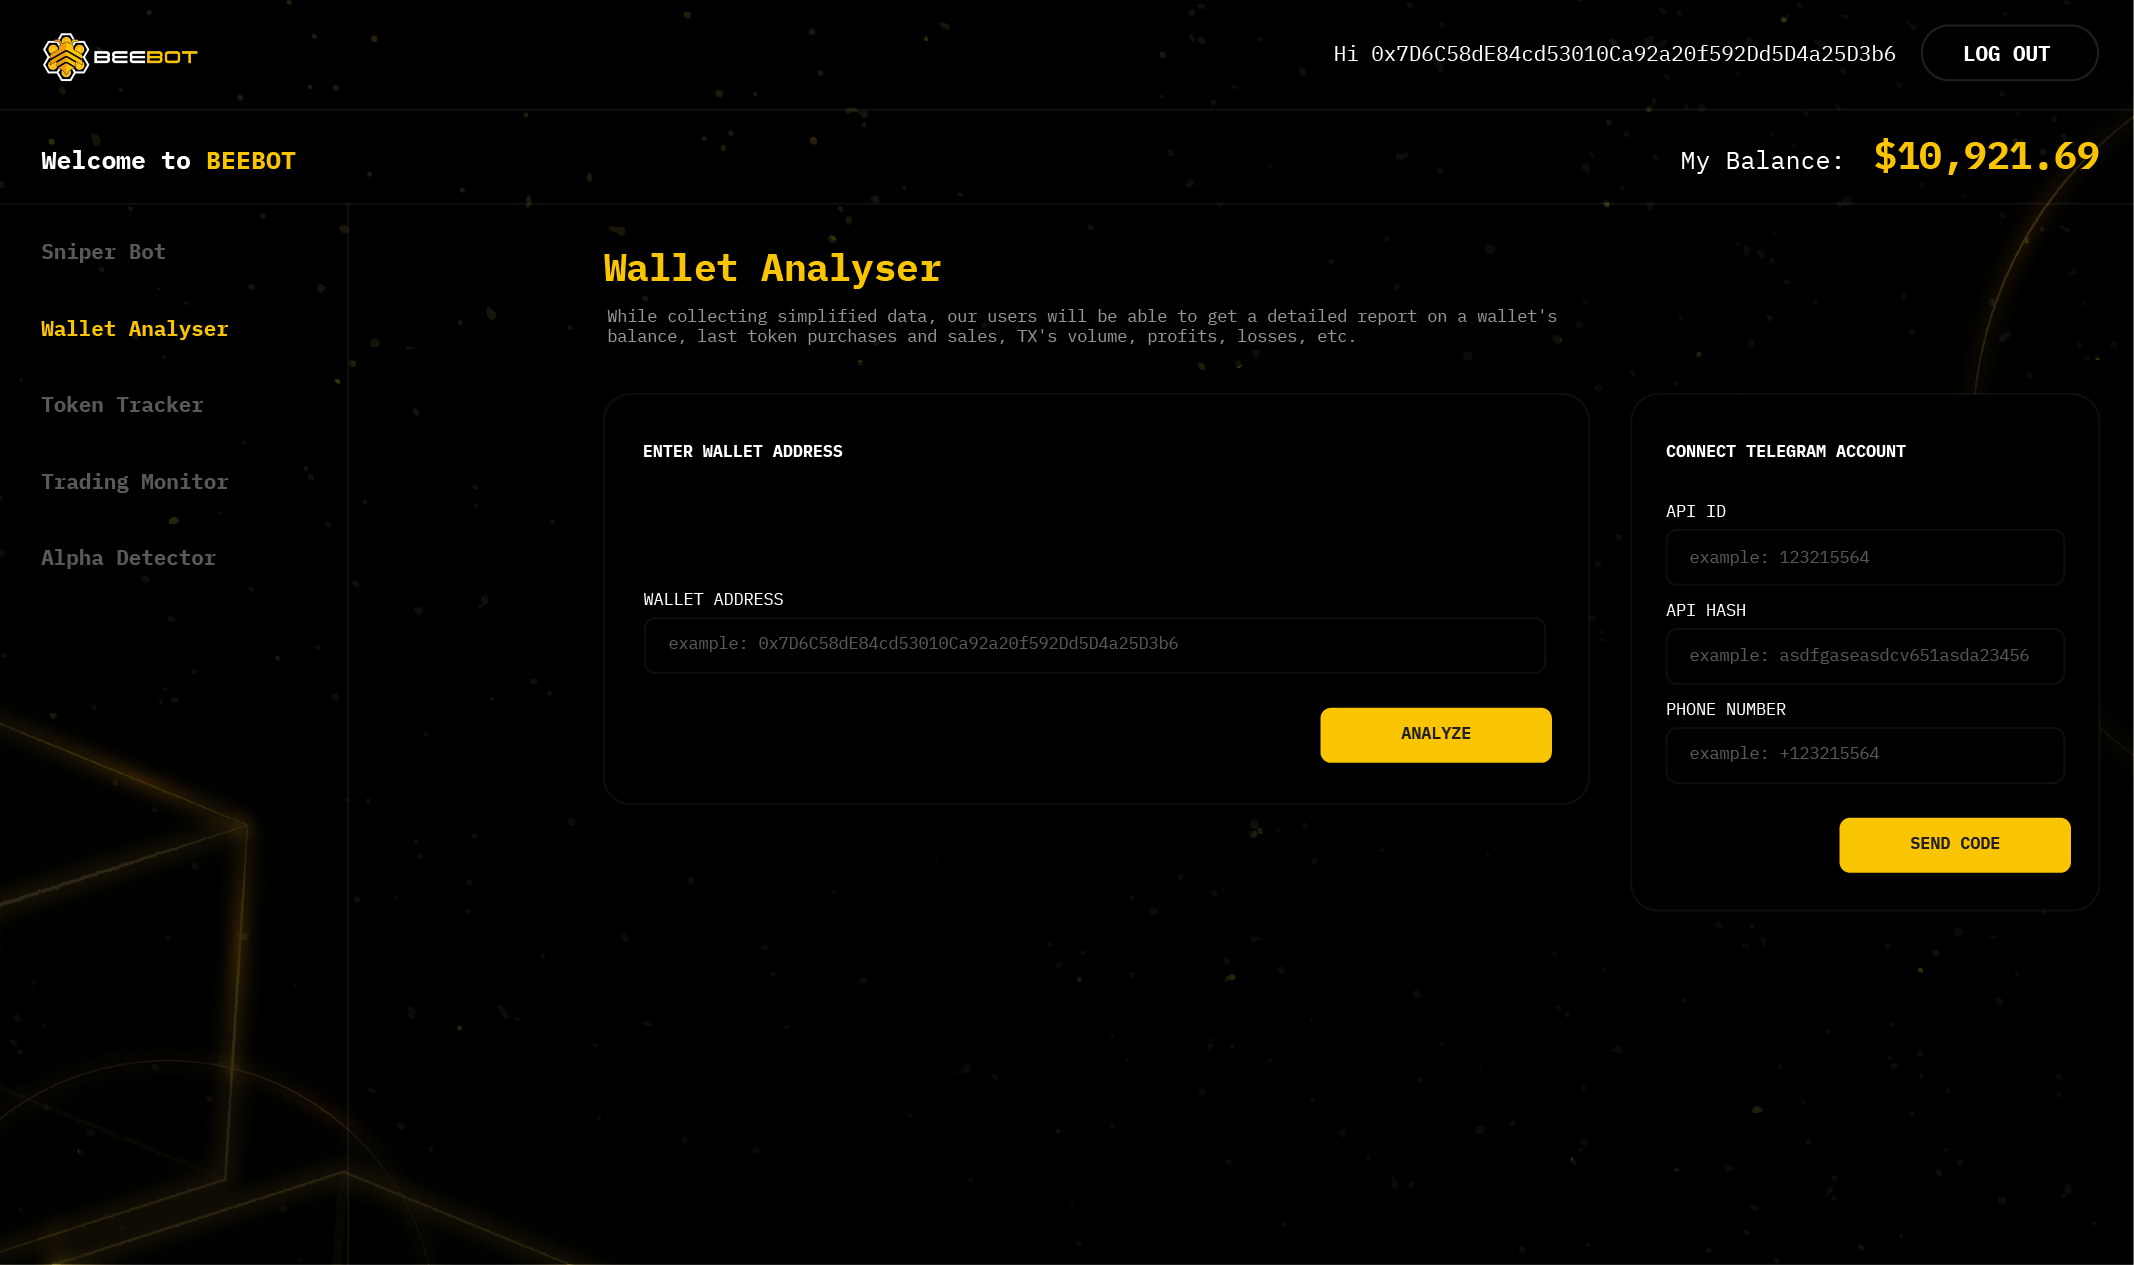 BEEBOT
Hi 0x7D6C58dE84cd53010Ca92a20f592Dd5D4a25D3b6
LOG OUT
Welcome to BEEBOT
My Balance: $10,921.69
Sniper Bot
Wallet Analyser
Token Tracker
Trading Monitor
Alpha Detector
Wallet Analyser
While collecting simplified data, our users will be able to get a detailed report on a wallet's
balance, last token purchases and sales, TX's volume, profits, losses, etc.
ENTER WALLET ADDRESS
WALLET ADDRESS
example: 0x7D6C58dE84cd53010Ca92a20f592Dd5D4a25D3b6
ANALYZE
CONNECT TELEGRAM ACCOUNT
API ID
example: 123215564
API HASH
example: asdfgaseasdcv651asda23456
PHONE NUMBER
example: +123215564
SEND CODE